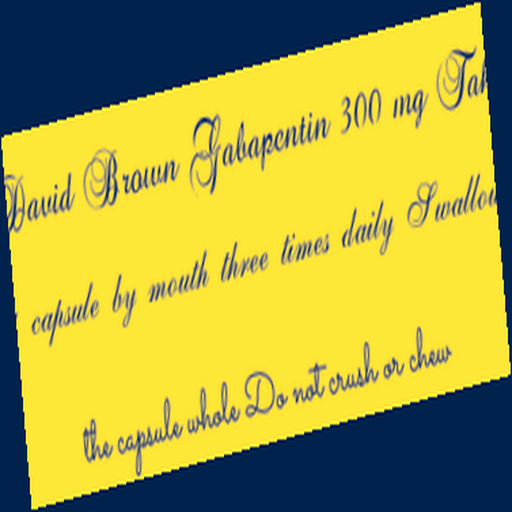 David Brown Gabapentin 300 mg Tak
capsule by mouth three times daily Swallow
the capsule whole Do not crush or chew